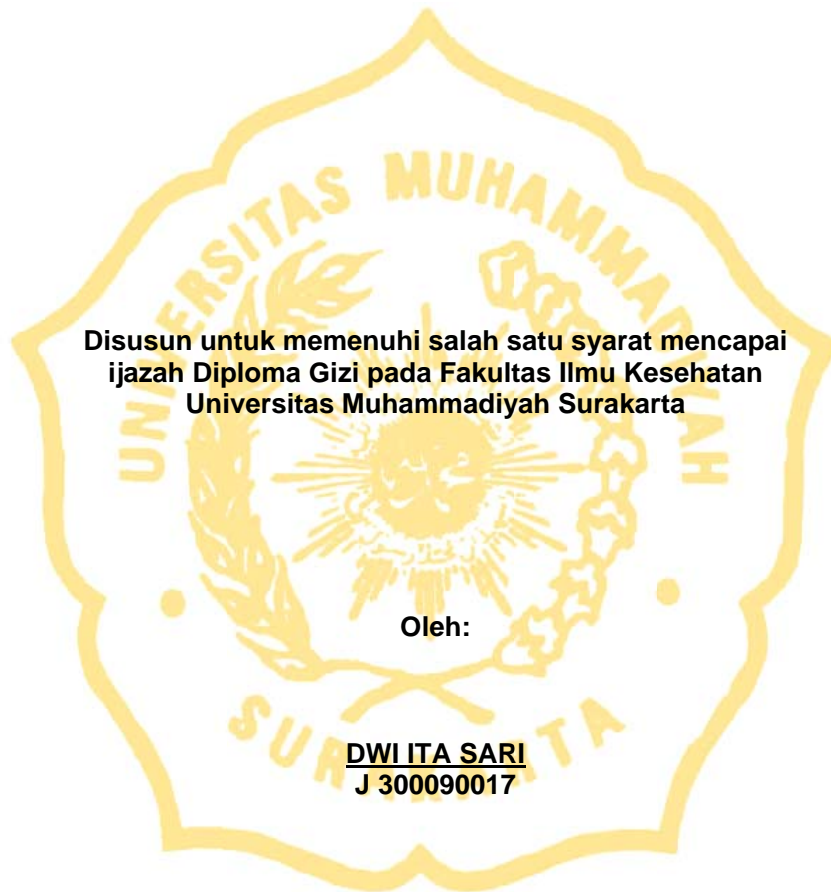 UNIVERSITAS MUHAMMADIYAH
Disusun untuk memenuhi salah satu syarat mencapai
ijazah Diploma Gizi pada Fakultas Ilmu Kesehatan
Universitas Muhammadiyah Surakarta
Oleh:
SURAKARTA
DWI ITA SARI
J 300090017